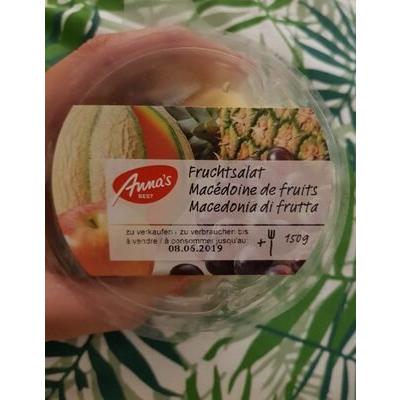 Anna's
BEST
Fruchtsalat
Macédoine de fruits
Macedonia di frutta
zu verkaufen / zu verbrauchen bis
à vendre / à consommer jusqu'au:
08.06.2019
+
150g